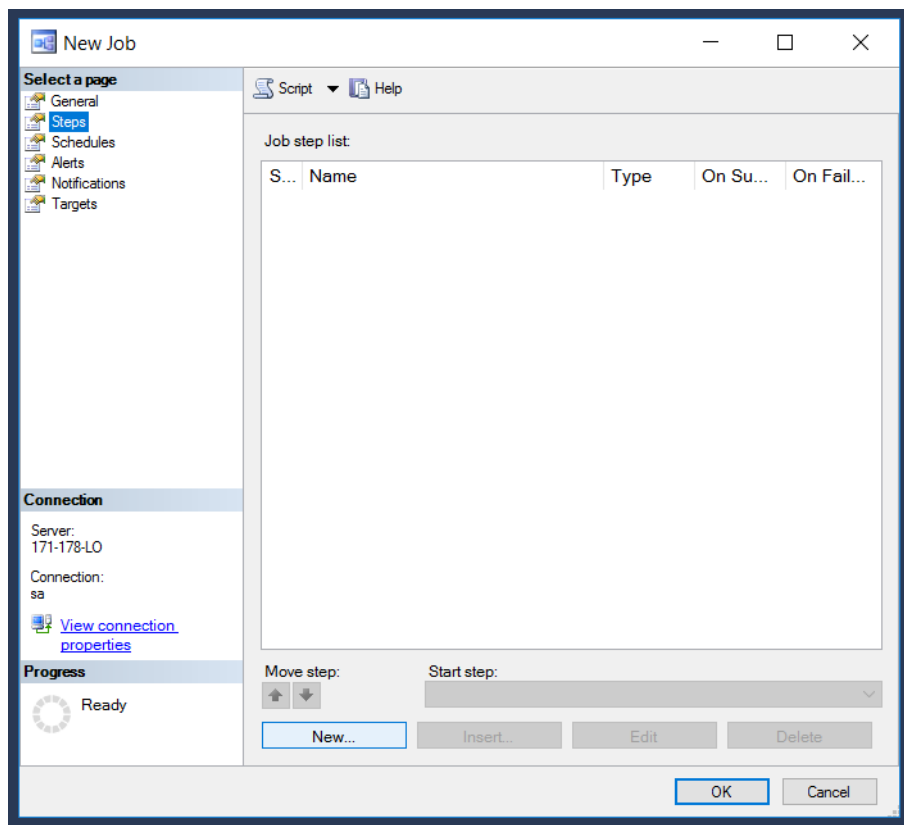 New Job
Select a page
General
Steps
Schedules
Alerts
Notifications
Targets
Script Help
Job step list:
S... Name Type On Su... On Fail...
Connection
Server:
171-178-LO
Connection:
sa
View connection
properties
Progress
Ready
Move step: Start step:
New... Insert... Edit Delete
OK Cancel